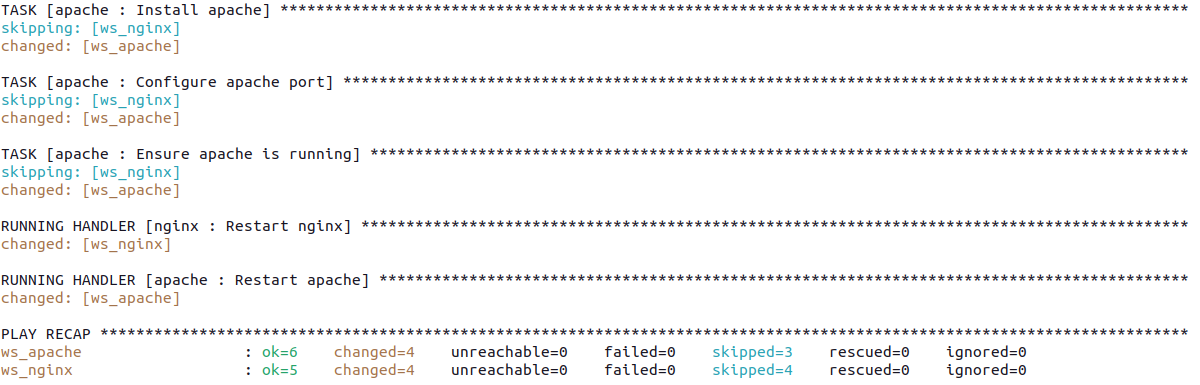 TASK [apache : Install apache] *****************************************************************************************************
skipping: [ws_nginx]
changed: [ws_apache]
TASK [apache : Configure apache port] **********************************************************************************************
skipping: [ws_nginx]
changed: [ws_apache]
TASK [apache : Ensure apache is running] *******************************************************************************************
skipping: [ws_nginx]
changed: [ws_apache]
RUNNING HANDLER [nginx : Restart nginx] ********************************************************************************************
changed: [ws_nginx]
RUNNING HANDLER [apache : Restart apache] ******************************************************************************************
changed: [ws_apache]
PLAY RECAP *************************************************************************************************************************
ws_apache                  : ok=6    changed=4    unreachable=0    failed=0    skipped=3    rescued=0    ignored=0
ws_nginx                   : ok=5    changed=4    unreachable=0    failed=0    skipped=4    rescued=0    ignored=0